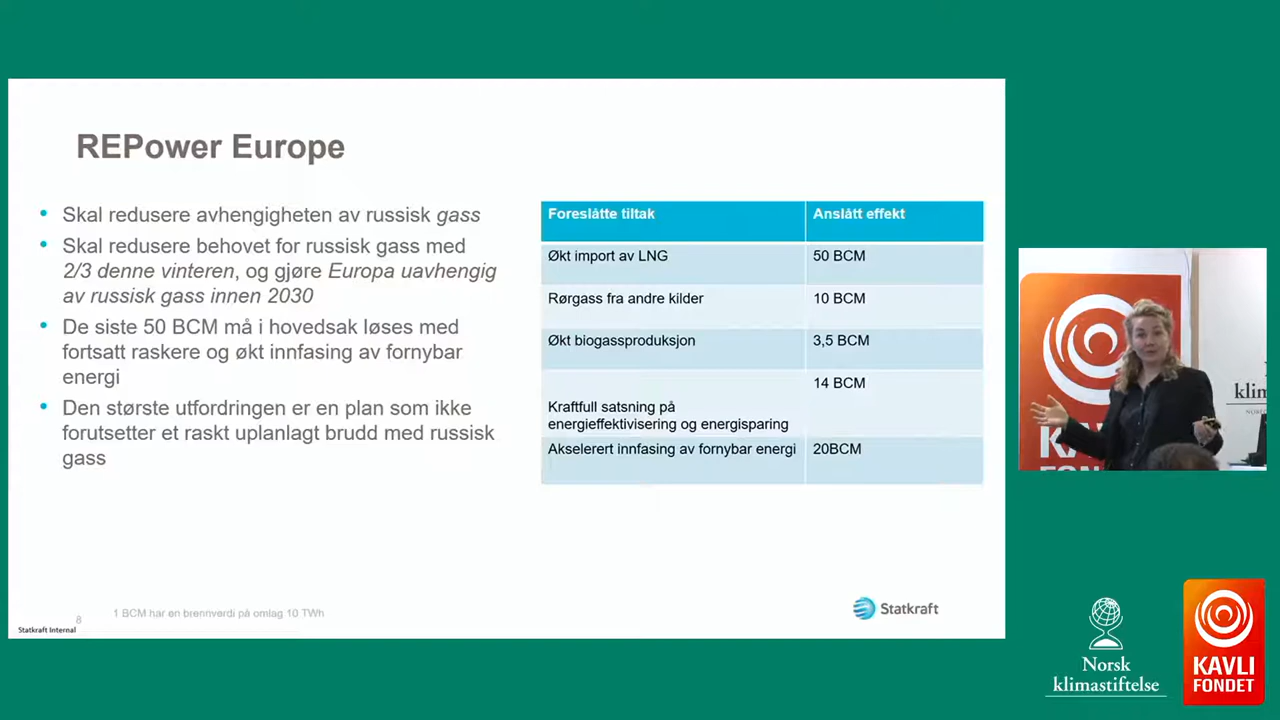 REPower Europe
Skal redusere avhengigheten av russisk gass
Skal redusere behovet for russisk gass med
2/3 denne vinteren, og gjøre Europa uavhengig
av russisk gass innen 2030
De siste 50 BCM må i hovedsak løses med
fortsatt raskere og økt innfasing av fornybar
energi
Den største utfordringen er en plan som ikke
forutsetter et raskt uplanlagt brudd med russisk
gass
Foreslåtte tiltak Anslått effekt
Økt import av LNG 50 BCM
Rørgass fra andre kilder 10 BCM
Økt biogassproduksjon 3,5 BCM
14 BCM
Kraftfull satsning på
energieffektivisering og energisparing
Akselerert innfasing av fornybar energi 20BCM
1 BCM har en brennverdi på omlag 10 TWh
8
Statkraft Internal
Statkraft
KAV
klim
Norsk
klimastiftelse
KAVLI
FONDET